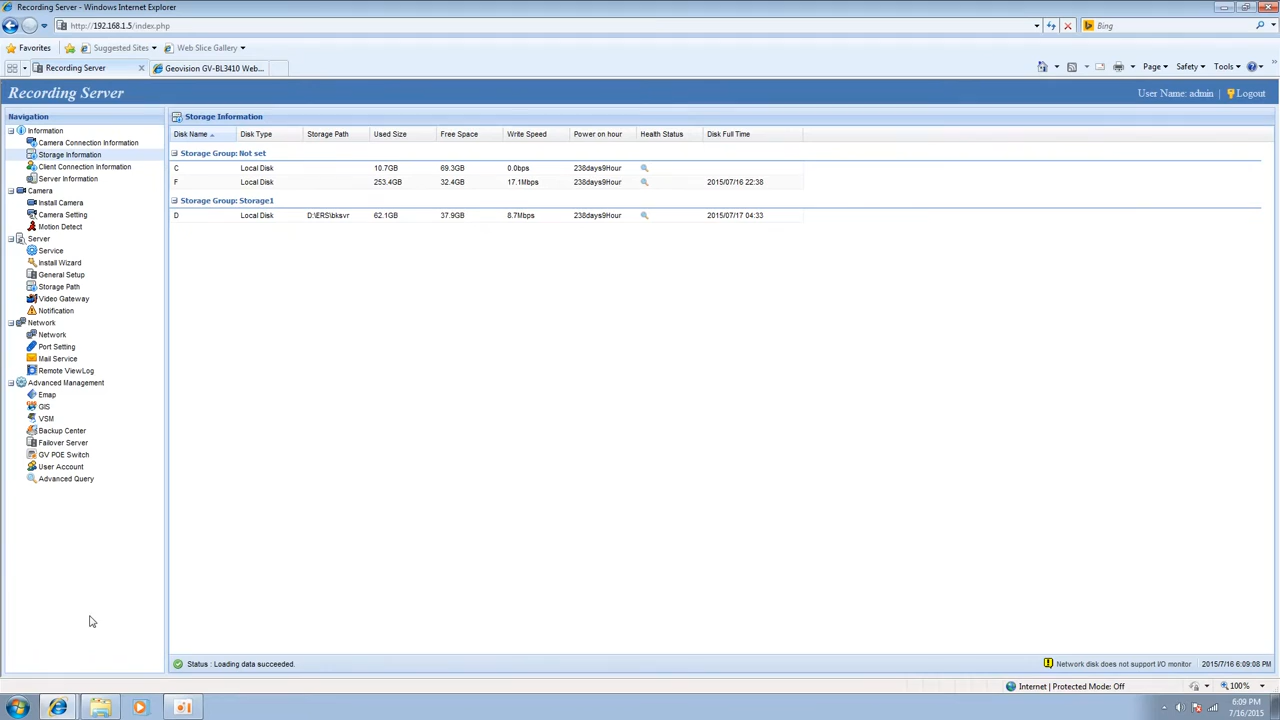 Recording Server - Windows Internet Explorer
http://192.168.1.5/index.php
Bing
Favorites Suggested Sites Web Slice Gallery
Recording Server Geovision GV-BL3410 Web... Page Safety Tools
Recording Server User Name: admin | Logout
Navigation
Information
Camera Connection Information
Storage Information
Client Connection Information
Server Information
Camera
Install Camera
Camera Setting
Motion Detect
Server
Service
Install Wizard
General Setup
Storage Path
Video Gateway
Notification
Network
Network
Port Setting
Mail Service
Remote ViewLog
Advanced Management
Emap
GIS
VSM
Backup Center
Failover Server
GV POE Switch
User Account
Advanced Query
Storage Information
Disk Name Disk Type Storage Path Used Size Free Space Write Speed Power on hour Health Status Disk Full Time
Storage Group: Not set
C Local Disk 10.7GB 69.3GB 0.0bps 238days9Hour
F Local Disk 253.4GB 32.4GB 17.1Mbps 238days9Hour 2015/07/16 22:38
Storage Group: Storage1
D Local Disk D:\ERS\bksvr 62.1GB 37.9GB 8.7Mbps 238days9Hour 2015/07/17 04:33
Status : Loading data succeeded. Network disk does not support I/O monitor 2015/7/16 6:09:08 PM
Internet | Protected Mode: Off 100%
6:09 PM
7/16/2015